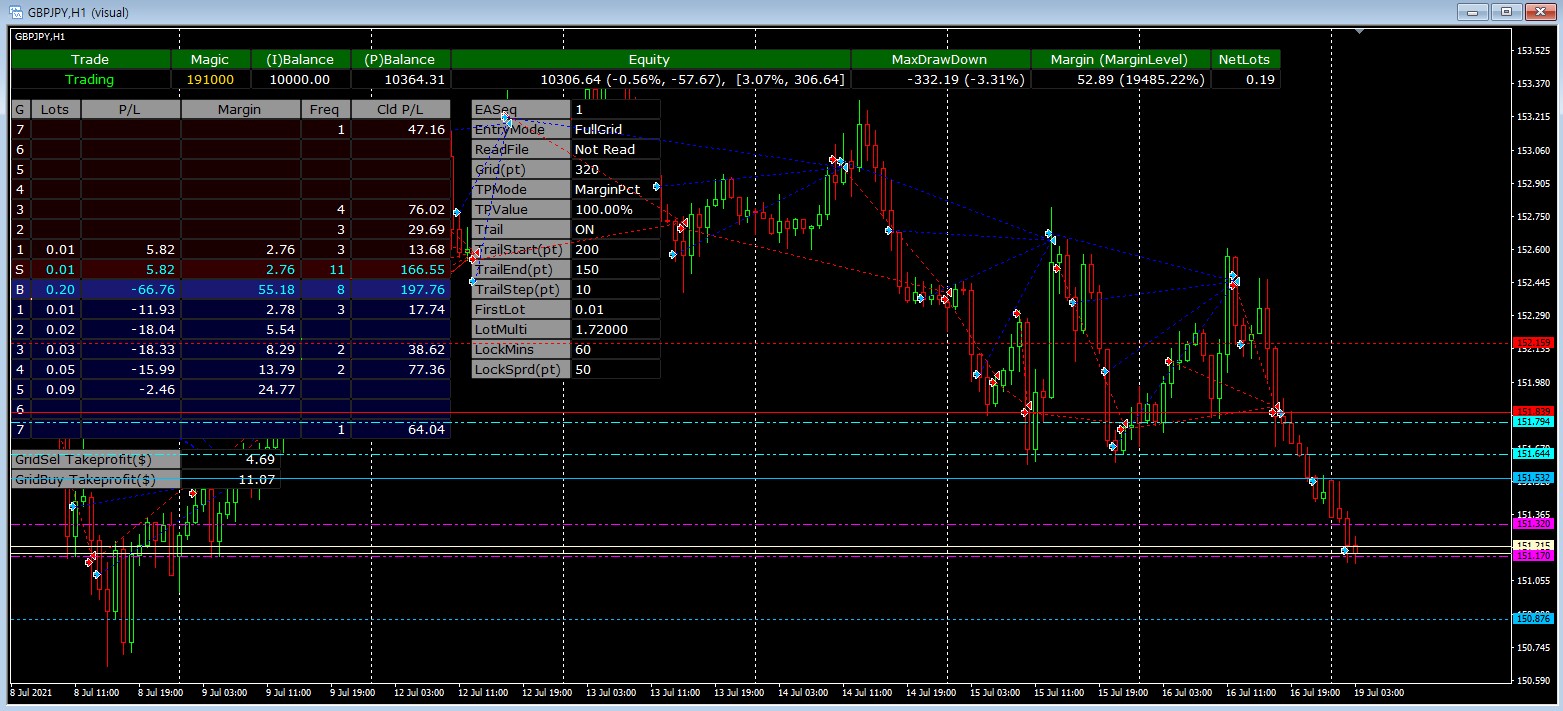 GBPJPY,H1 (visual)
GBPJPY,H1
Trade Magic (I)Balance (P)Balance Equity MaxDrawDown Margin (MarginLevel) NetLots
Trading 191000 10000.00 10364.31 10306.64 (-0.56%, -57.67), [3.07%, 306.64] -332.19 (-3.31%) 52.89 (19485.22%) 0.19
G Lots P/L Margin Freq Cld P/L
7 1 47.16
6
5
4
3 4 76.02
2 3 29.69
1 0.01 5.82 2.76 3 13.68
S 0.01 5.82 2.76 11 166.55
B 0.20 -66.76 55.18 8 197.76
1 0.01 -11.93 2.78 3 17.74
2 0.02 -18.04 5.54
3 0.03 -18.33 8.29 2 38.62
4 0.05 -15.99 13.79 2 77.36
5 0.09 -2.46 24.77
6
7 1 64.04
GridSel Takeprofit($) 4.69
GridBuy Takeprofit($) 11.07
EASeq 1
EntryMode FullGrid
ReadFile Not Read
Grid(pt) 320
TPMode MarginPct
TPValue 100.00%
Trail ON
TrailStart(pt) 200
TrailEnd(pt) 150
TrailStep(pt) 10
FirstLot 0.01
LotMulti 1.72000
LockMins 60
LockSprd(pt) 50
153.525
153.370
153.215
153.060
152.905
152.750
152.600
152.445
152.290
152.159
152.135
151.980
151.839
151.794
151.644
151.532
151.365
151.320
151.215
151.170
151.055
150.876
150.745
150.590
8 Jul 2021 8 Jul 11:00 8 Jul 19:00 9 Jul 03:00 9 Jul 11:00 9 Jul 19:00 12 Jul 03:00 12 Jul 11:00 12 Jul 19:00 13 Jul 03:00 13 Jul 11:00 13 Jul 19:00 14 Jul 03:00 14 Jul 11:00 14 Jul 19:00 15 Jul 03:00 15 Jul 11:00 15 Jul 19:00 16 Jul 03:00 16 Jul 11:00 16 Jul 19:00 19 Jul 03:00